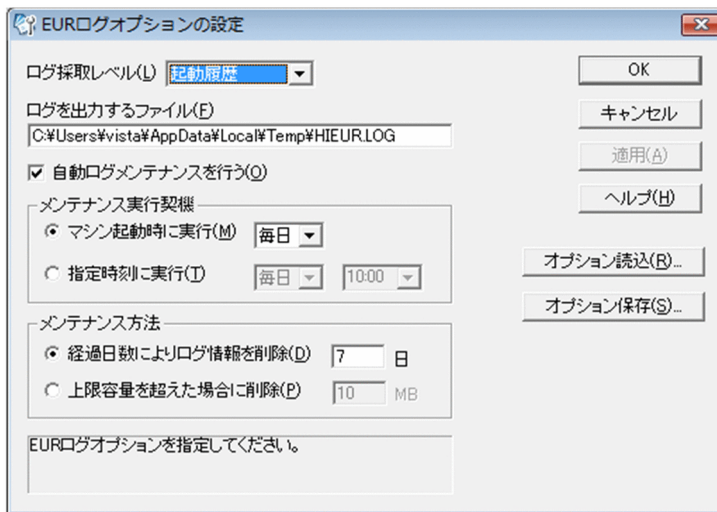 EURログオプションの設定
ログ採取レベル(L) 起動履歴
OK
ログを出力するファイル(F)
キャンセル
C:¥Users¥vista¥AppData¥Local¥Temp¥HIEUR.LOG
適用(A)
自動ログメンテナンスを行う(O)
ヘルプ(H)
メンテナンス実行契機
マシン起動時に実行(M) 毎日
指定時刻に実行(T) 毎日 10:00
オプション読込(R)...
オプション保存(S)...
メンテナンス方法
経過日数によりログ情報を削除(D) 7 日
上限容量を超えた場合に削除(P) 10 MB
EURログオプションを指定してください。